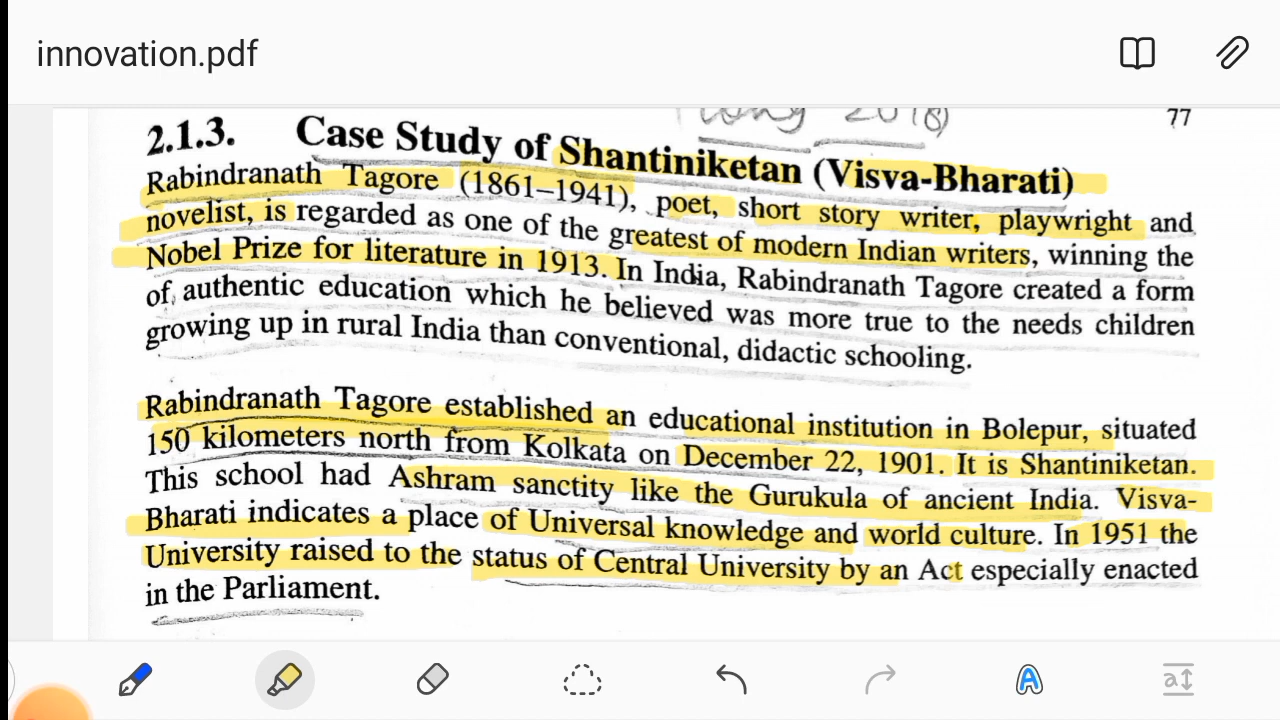 innovation.pdf
(long 2018)
77
2.1.3. Case Study of Shantiniketan (Visva-Bharati)
Rabindranath Tagore (1861–1941), poet, short story writer, playwright and
novelist, is regarded as one of the greatest of modern Indian writers, winning the
Nobel Prize for literature in 1913. In India, Rabindranath Tagore created a form
of authentic education which he believed was more true to the needs children
growing up in rural India than conventional, didactic schooling.
Rabindranath Tagore established an educational institution in Bolepur, situated
150 kilometers north from Kolkata on December 22, 1901. It is Shantiniketan.
This school had Ashram sanctity like the Gurukula of ancient India. Visva-
Bharati indicates a place of Universal knowledge and world culture. In 1951 the
University raised to the status of Central University by an Act especially enacted
in the Parliament.
A
a